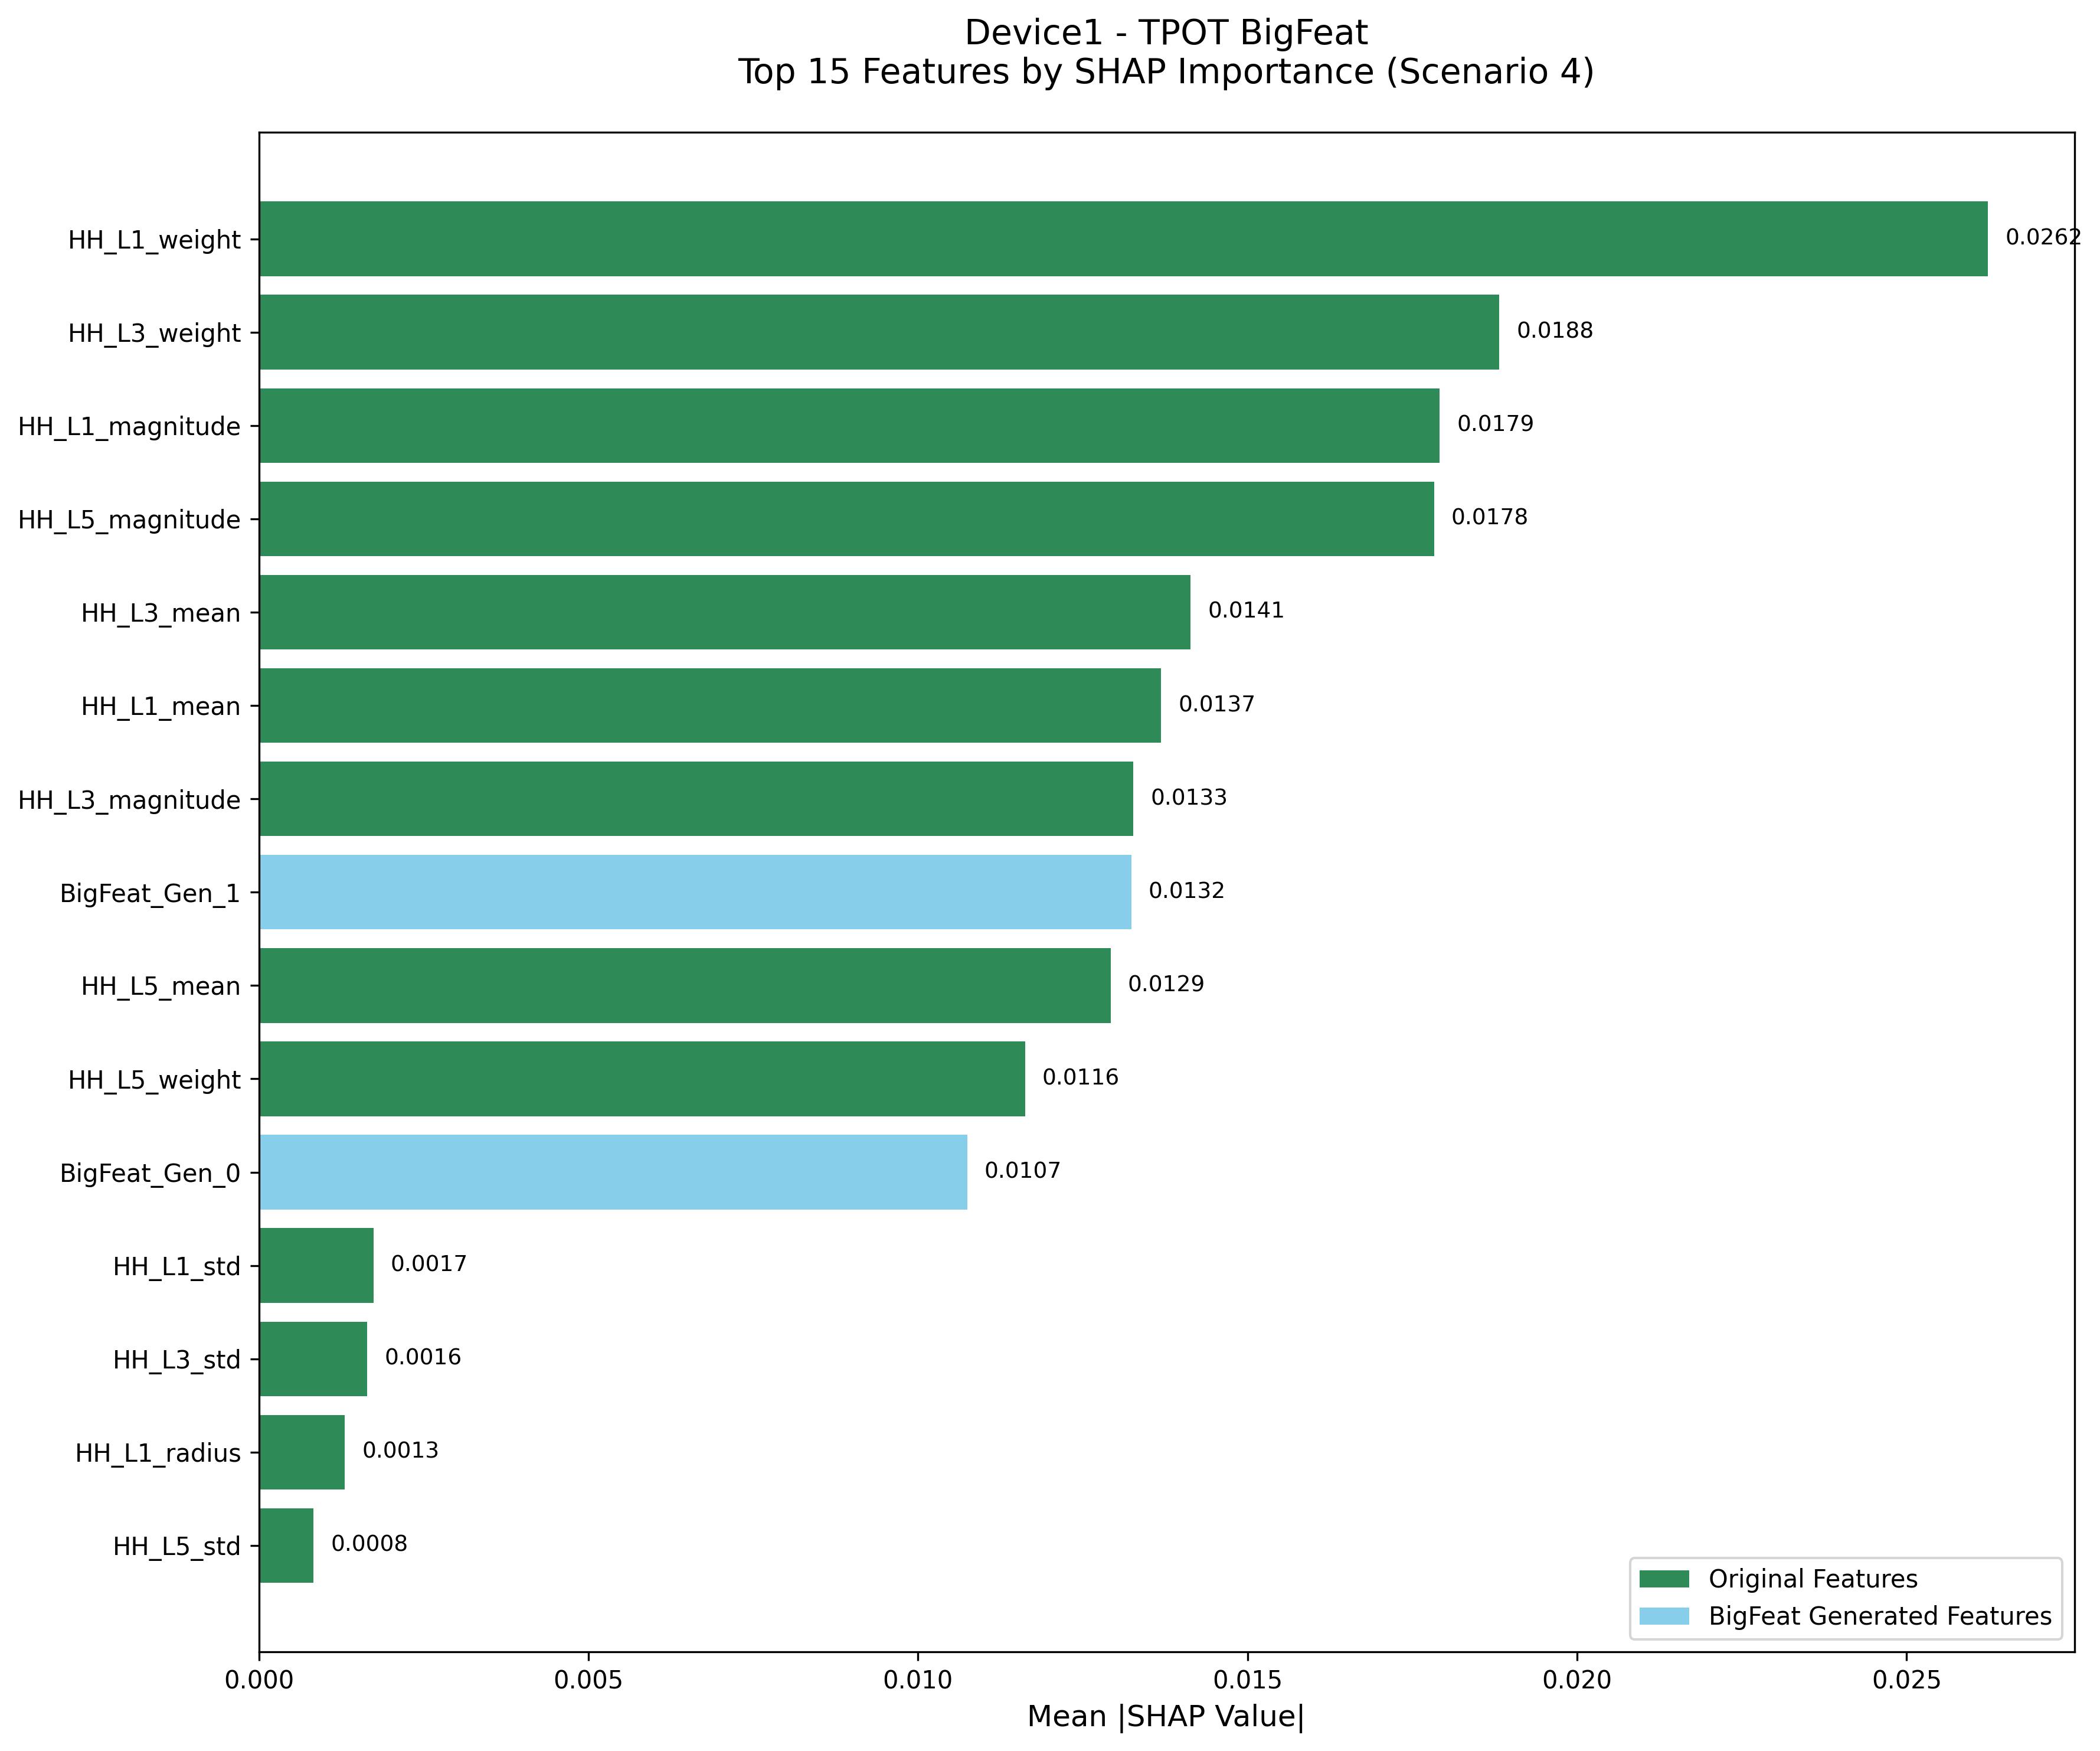 Device1 - TPOT BigFeat
Top 15 Features by SHAP Importance (Scenario 4)
HH_L1_weight 0.0262
HH_L3_weight 0.0188
HH_L1_magnitude 0.0179
HH_L5_magnitude 0.0178
HH_L3_mean 0.0141
HH_L1_mean 0.0137
HH_L3_magnitude 0.0133
BigFeat_Gen_1 0.0132
HH_L5_mean 0.0129
HH_L5_weight 0.0116
BigFeat_Gen_0 0.0107
HH_L1_std 0.0017
HH_L3_std 0.0016
HH_L1_radius 0.0013
HH_L5_std 0.0008
Original Features
BigFeat Generated Features
0.000 0.005 0.010 0.015 0.020 0.025
Mean |SHAP Value|